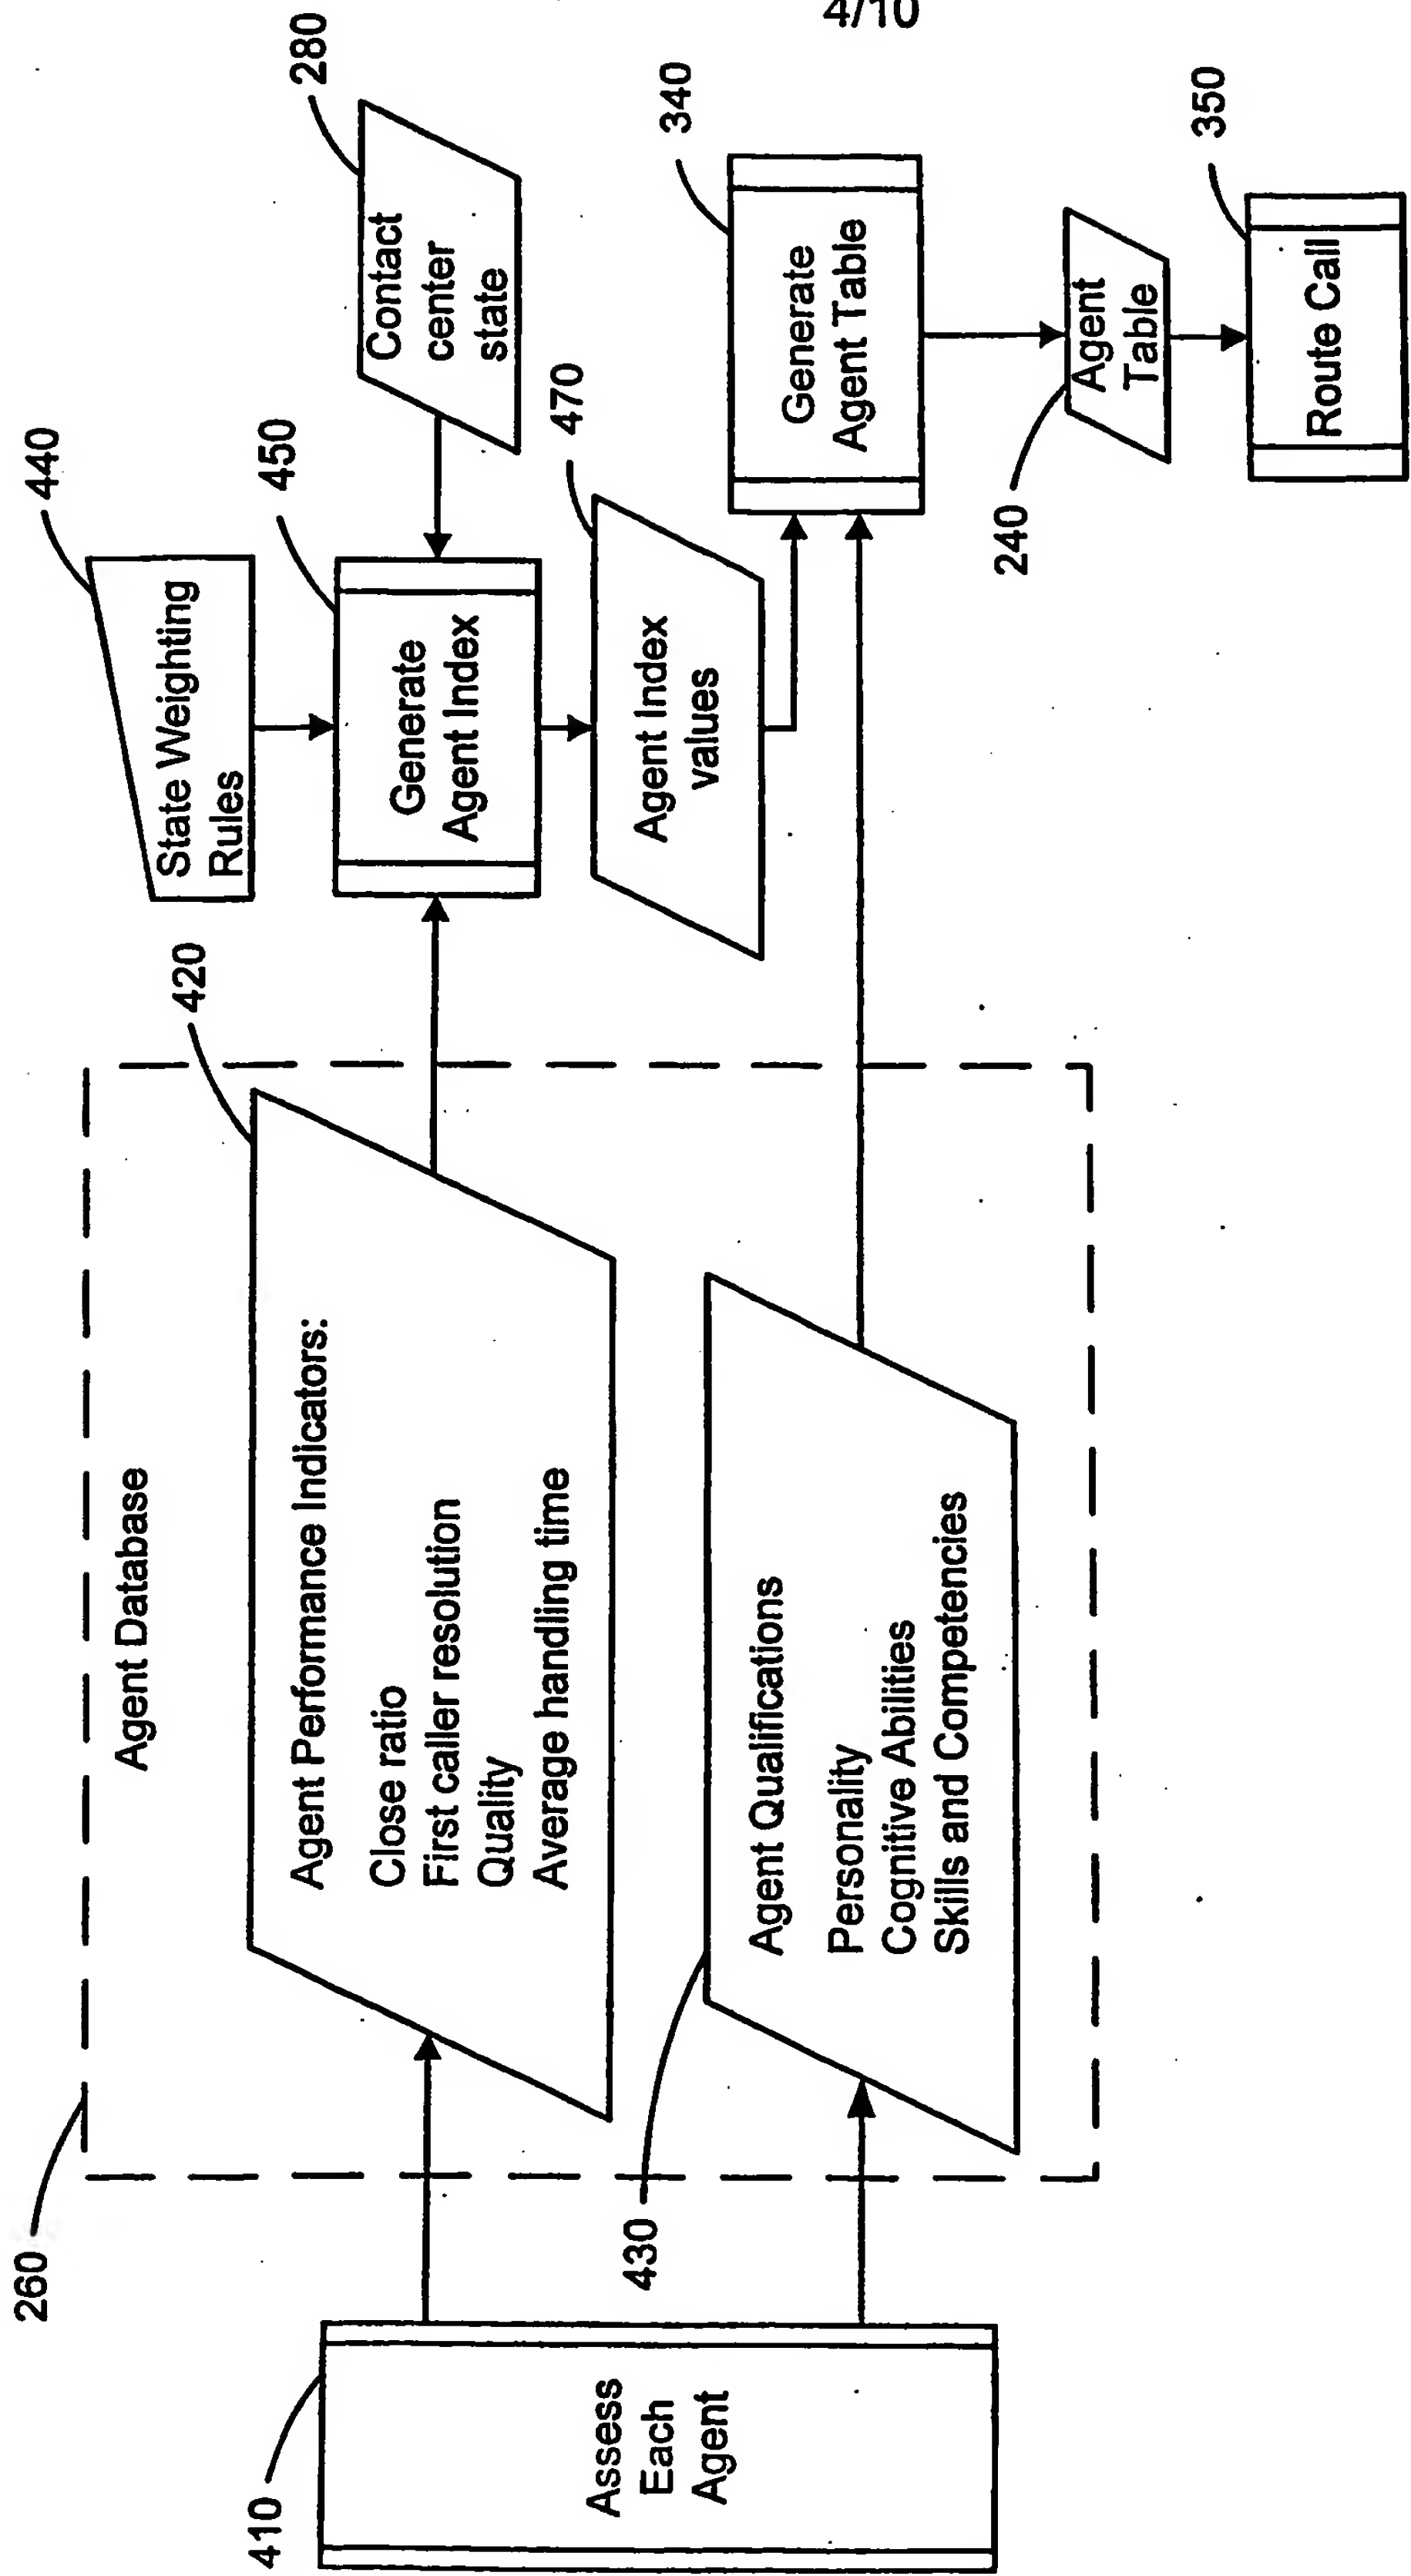 4/10
260
Agent Database
410
Assess
Each
Agent
420
Agent Performance Indicators:
Close ratio
First caller resolution
Quality
Average handling time
430
Agent Qualifications
Personality
Cognitive Abilities
Skills and Competencies
440
State Weighting
Rules
450
Generate
Agent Index
280
Contact
center
state
470
Agent Index
values
340
Generate
Agent Table
240
Agent
Table
350
Route Call